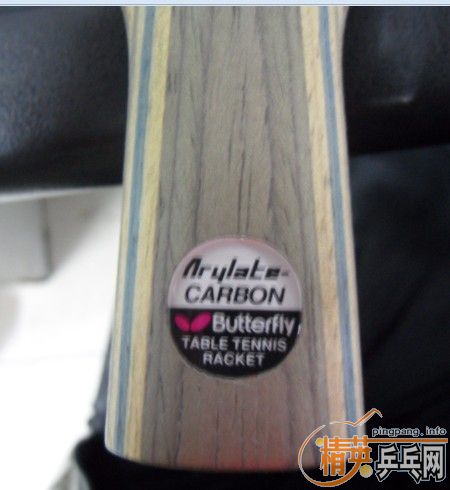 Arylate-
CARBON
Butterfly
TABLE TENNIS
RACKET
pingpang.info
精英乒乓网